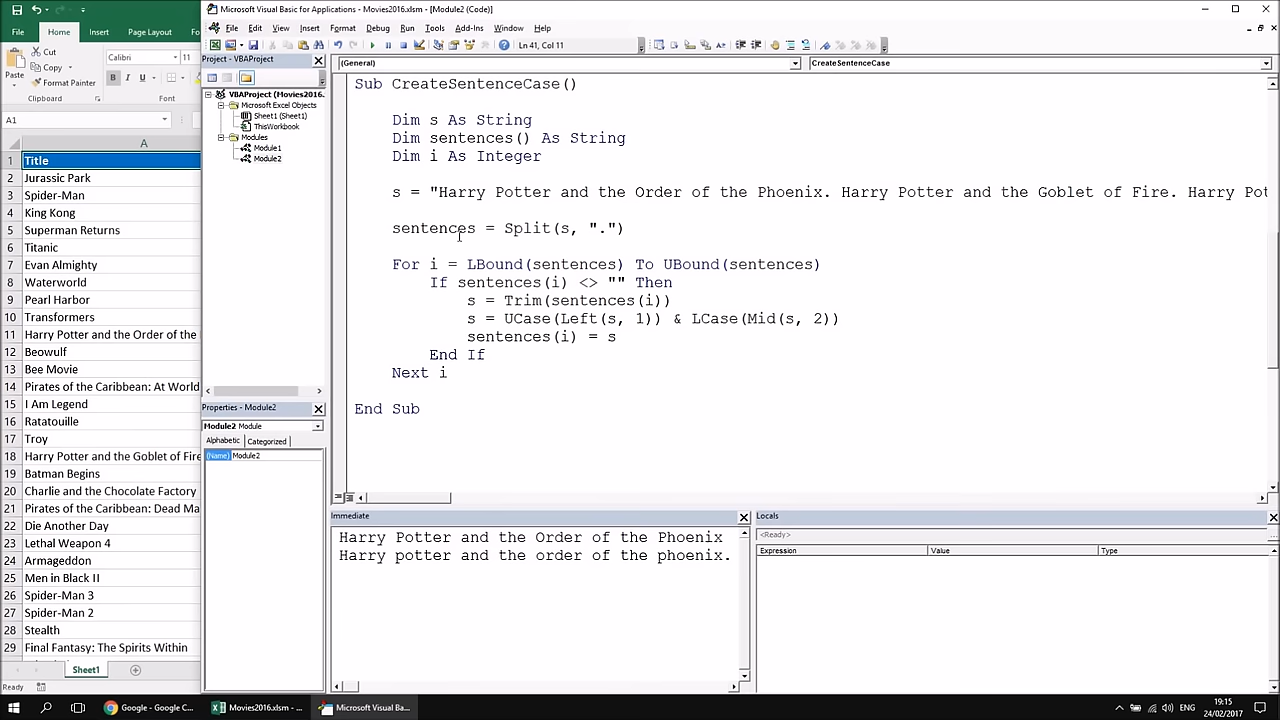 Microsoft Visual Basic for Applications - Movies2016.xlsm - [Module2 (Code)]
File Edit View Insert Format Debug Run Tools Add-Ins Window Help
Ln 41, Col 11
File Home Insert Page Layout Fo
Cut
Copy
Format Painter
Paste
Clipboard
Calibri 11
B I U
Font
A1
A
1 Title
2 Jurassic Park
3 Spider-Man
4 King Kong
5 Superman Returns
6 Titanic
7 Evan Almighty
8 Waterworld
9 Pearl Harbor
10 Transformers
11 Harry Potter and the Order of the
12 Beowulf
13 Bee Movie
14 Pirates of the Caribbean: At World
15 I Am Legend
16 Ratatouille
17 Troy
18 Harry Potter and the Goblet of Fire
19 Batman Begins
20 Charlie and the Chocolate Factory
21 Pirates of the Caribbean: Dead Ma
22 Die Another Day
23 Lethal Weapon 4
24 Armageddon
25 Men in Black II
26 Spider-Man 3
27 Spider-Man 2
28 Stealth
29 Final Fantasy: The Spirits Within
Sheet1
Ready
Project - VBAProject
VBAProject (Movies2016.
Microsoft Excel Objects
Sheet1 (Sheet1)
ThisWorkbook
Modules
Module1
Module2
Properties - Module2
Module2 Module
Alphabetic Categorized
(Name) Module2
(General)
CreateSentenceCase
Sub CreateSentenceCase()
Dim s As String
Dim sentences() As String
Dim i As Integer
s = "Harry Potter and the Order of the Phoenix. Harry Potter and the Goblet of Fire. Harry Pot
sentences = Split(s, ".")
For i = LBound(sentences) To UBound(sentences)
If sentences(i) <> "" Then
s = Trim(sentences(i))
s = UCase(Left(s, 1)) & LCase(Mid(s, 2))
sentences(i) = s
End If
Next i
End Sub
Immediate
Harry Potter and the Order of the Phoenix
Harry potter and the order of the phoenix.
Locals
<Ready>
Expression Value Type
Google - Google C...
Movies2016.xlsm - ...
Microsoft Visual Ba...
ENG
19:15
24/02/2017